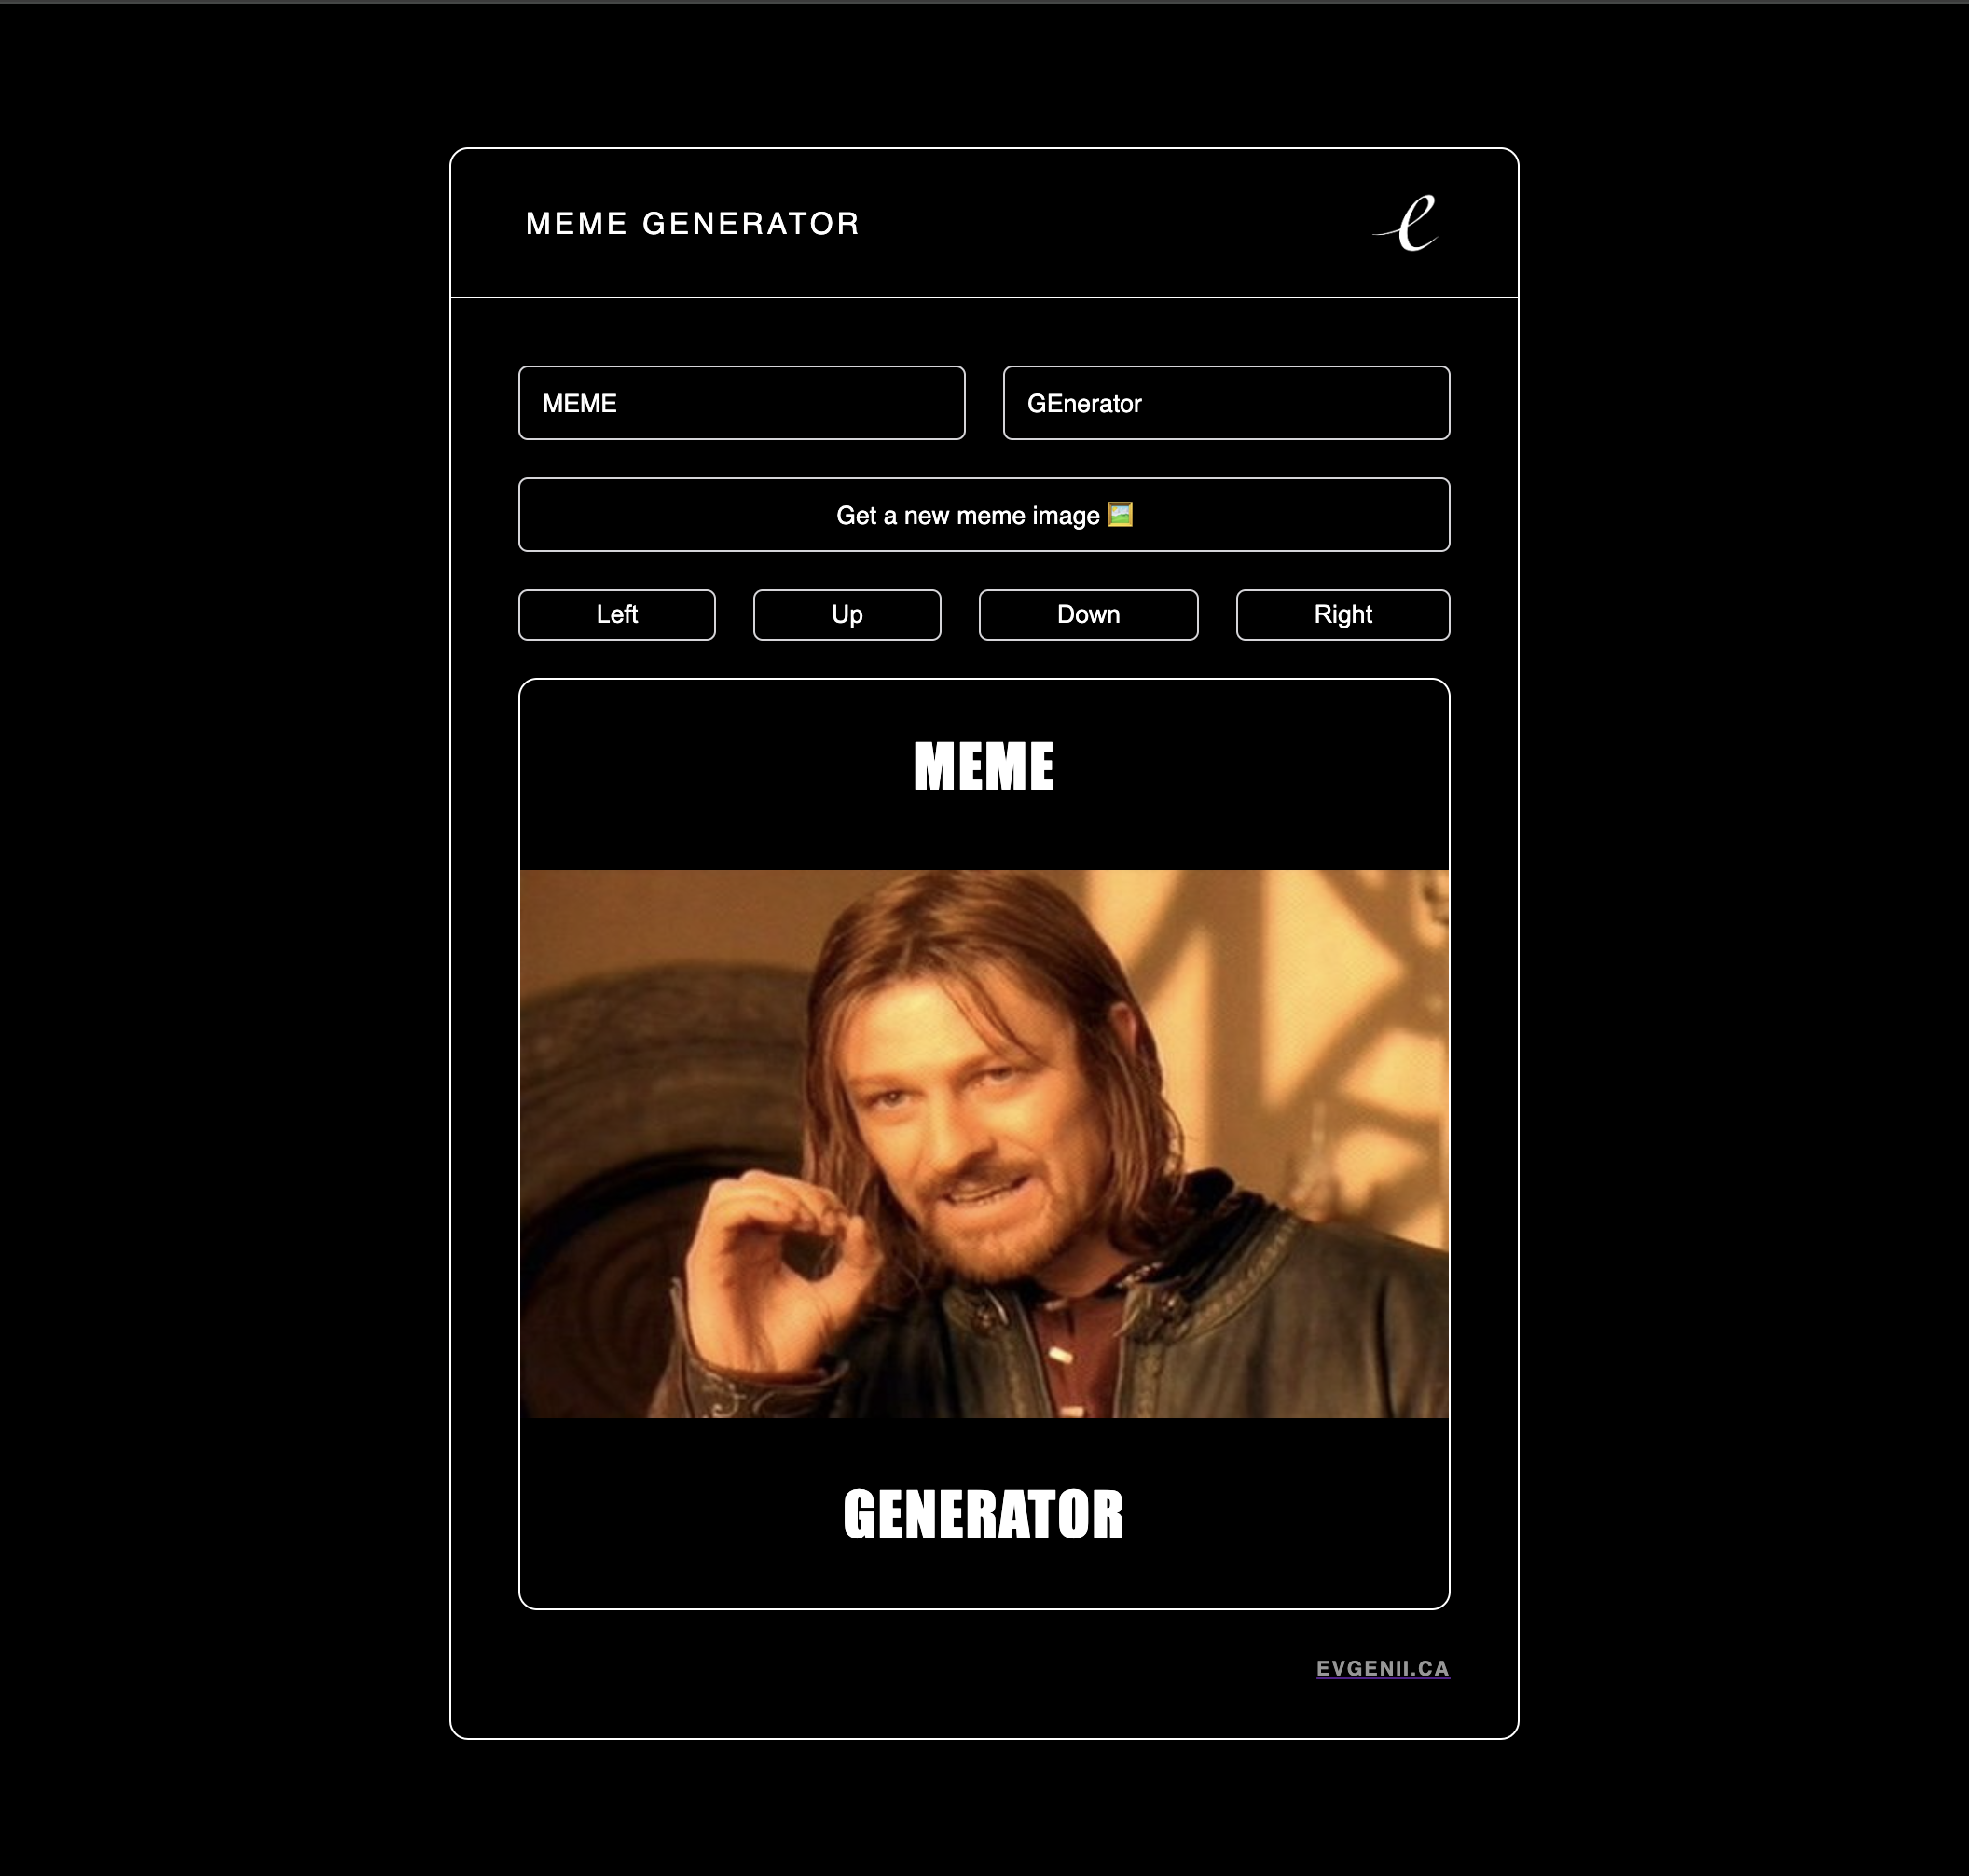 MEME GENERATOR e
MEME GEnerator
Get a new meme image 🖼️
Left Up Down Right
MEME
GENERATOR
EVGENII.CA